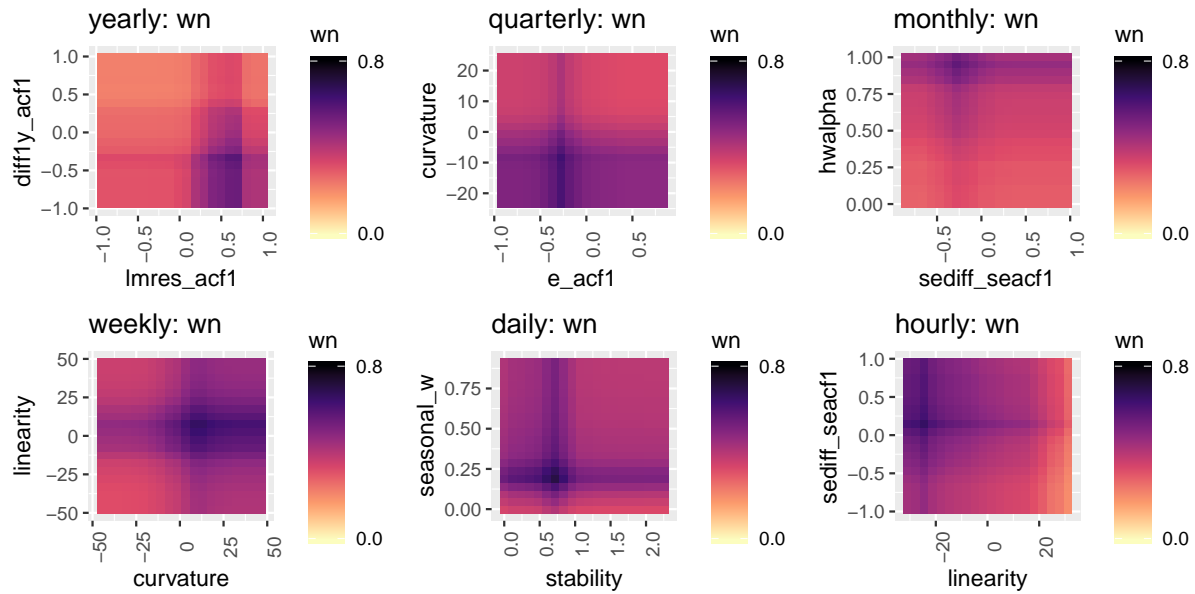 yearly: wn
diff1y_acf1
1.0
0.5
0.0
−0.5
−1.0
−1.0
−0.5
0.0
0.5
1.0
lmres_acf1
wn
0.8
0.0
quarterly: wn
curvature
20
10
0
−10
−20
−1.0
−0.5
0.0
0.5
e_acf1
wn
0.8
0.0
monthly: wn
hwalpha
1.00
0.75
0.50
0.25
0.00
−0.5
0.0
0.5
1.0
sediff_seacf1
wn
0.8
0.0
weekly: wn
linearity
50
25
0
−25
−50
−50
−25
0
25
50
curvature
wn
0.8
0.0
daily: wn
seasonal_w
0.75
0.50
0.25
0.00
0.0
0.5
1.0
1.5
2.0
stability
wn
0.8
0.0
hourly: wn
sediff_seacf1
1.0
0.5
0.0
−0.5
−1.0
−20
0
20
linearity
wn
0.8
0.0